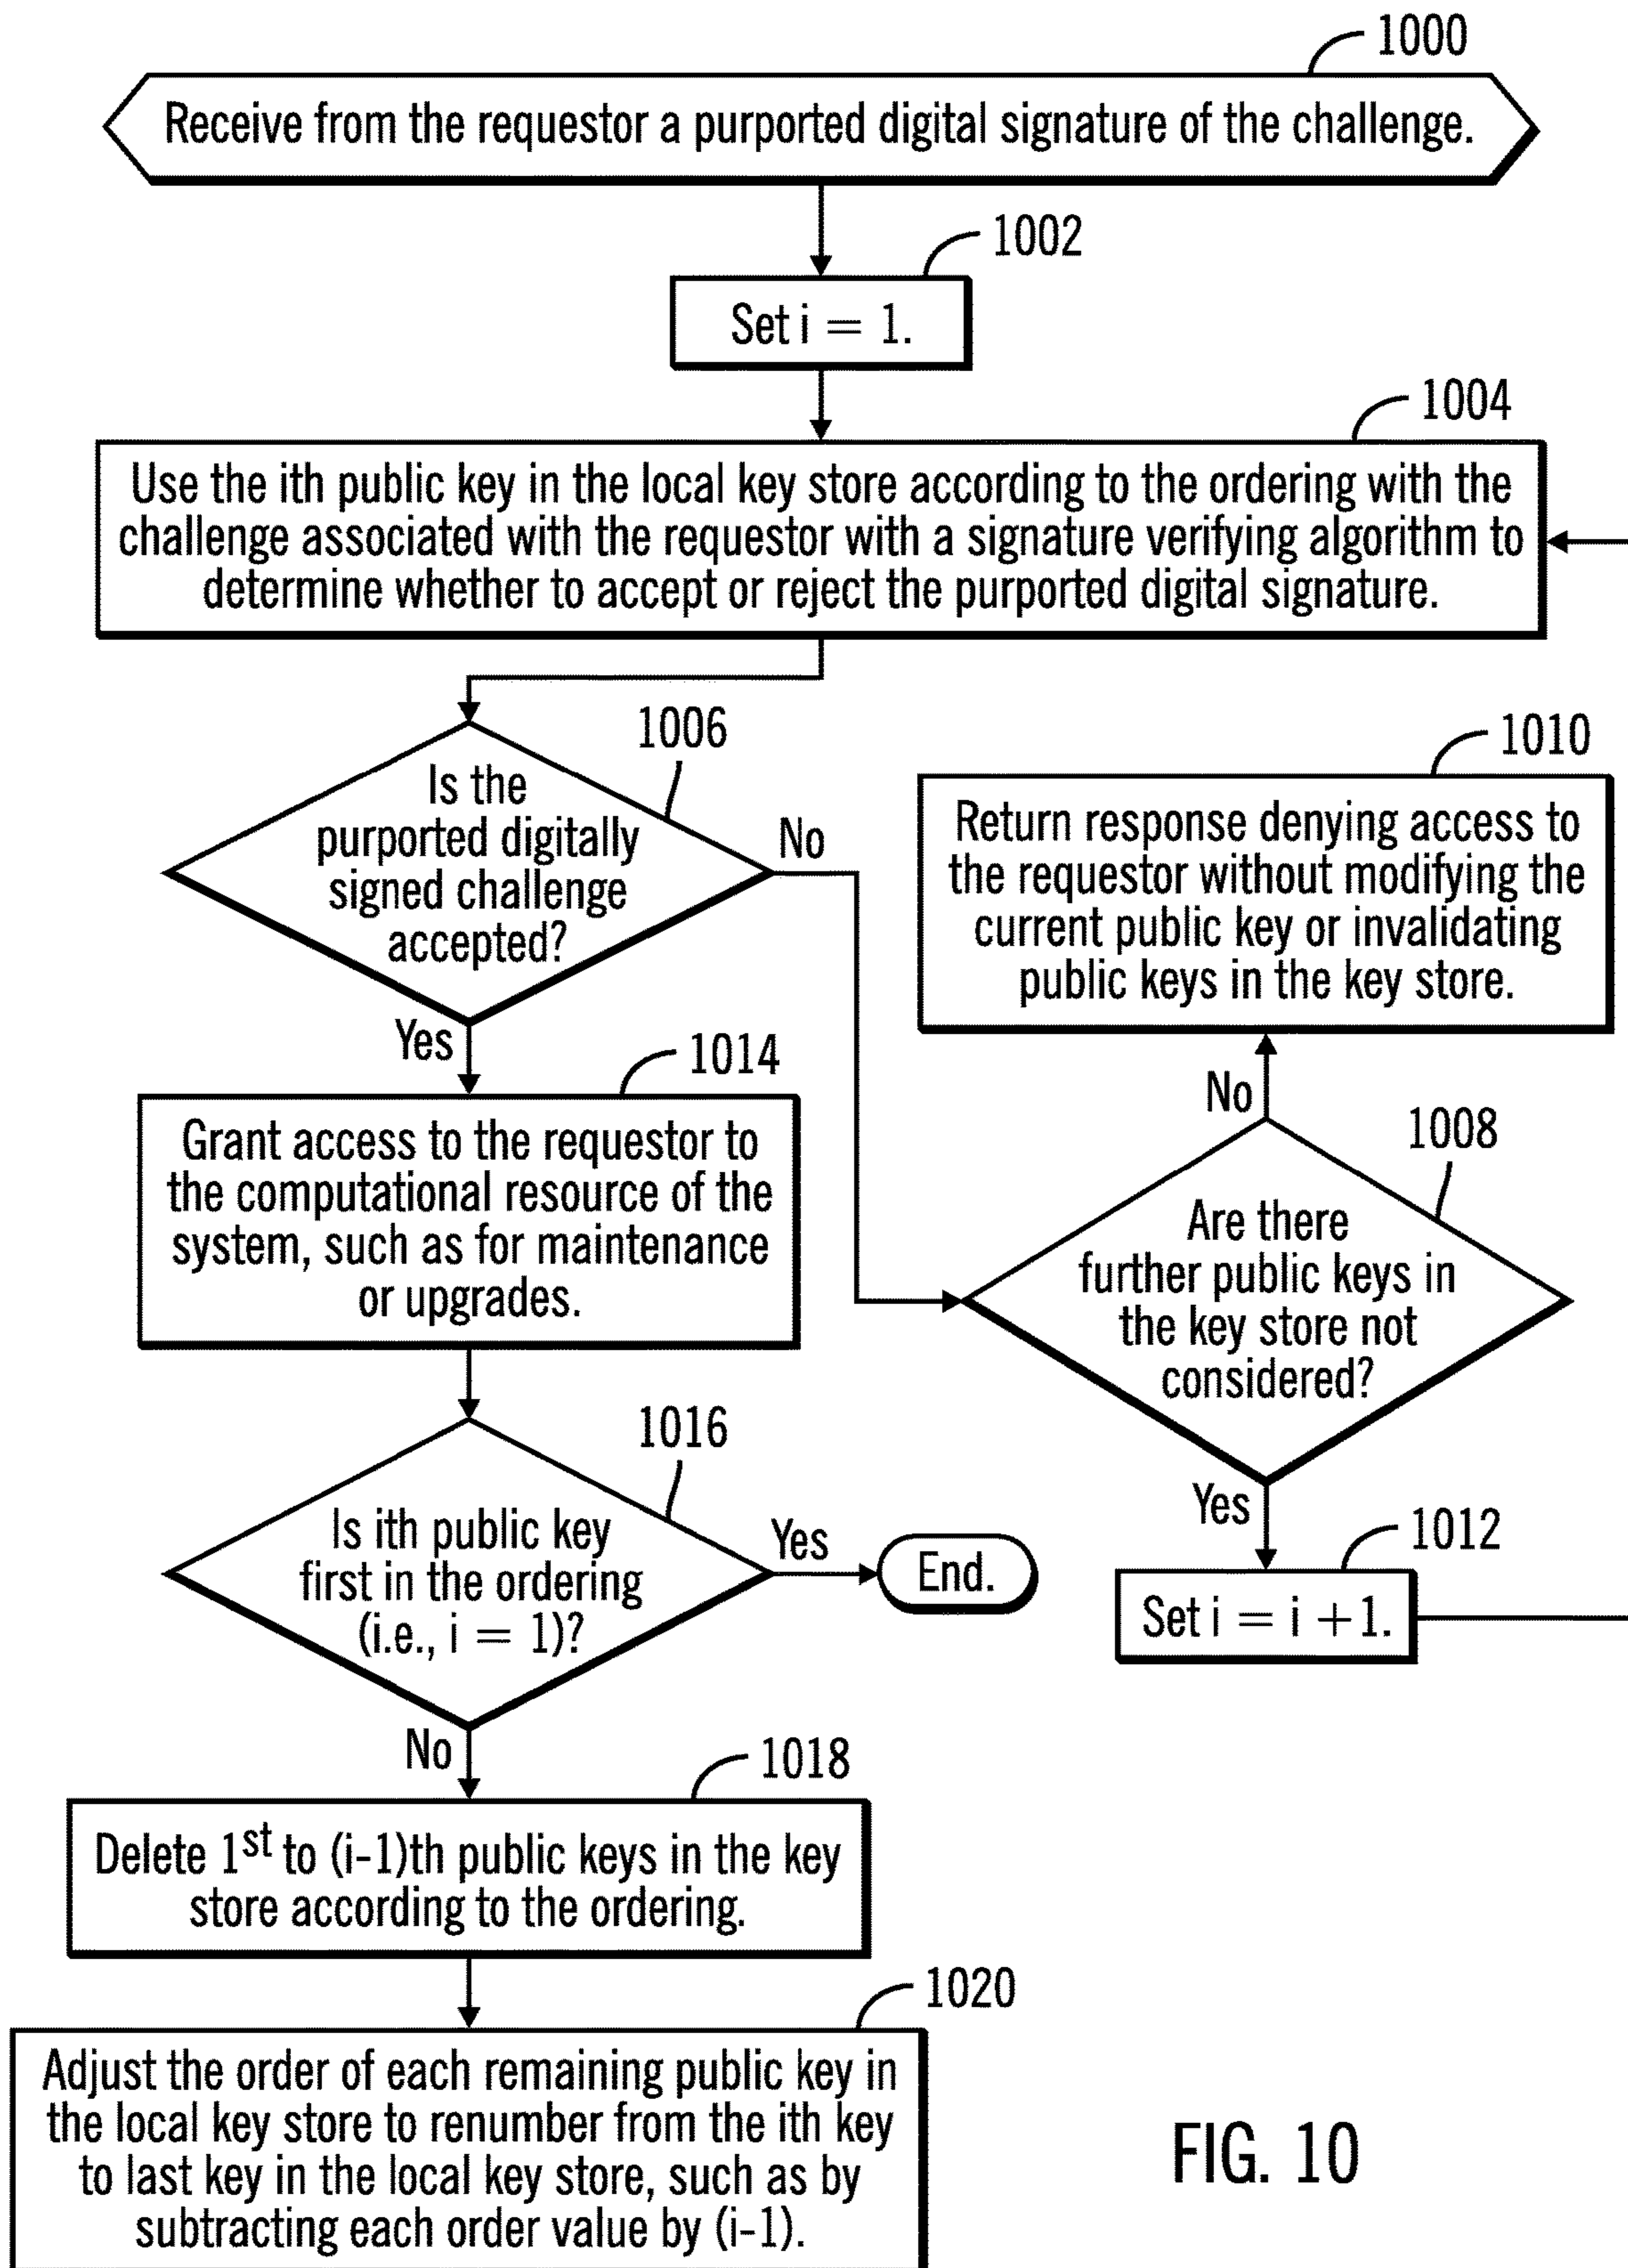 1000
Receive from the requestor a purported digital signature of the challenge.
1002
Set i = 1.
1004
Use the ith public key in the local key store according to the ordering with the
challenge associated with the requestor with a signature verifying algorithm to
determine whether to accept or reject the purported digital signature.
1006
Is the
purported digitally
signed challenge
accepted?
No
Yes
1010
Return response denying access to
the requestor without modifying the
current public key or invalidating
public keys in the key store.
No
1008
Are there
further public keys in
the key store not
considered?
Yes
1012
Set i = i +1.
1014
Grant access to the requestor to
the computational resource of the
system, such as for maintenance
or upgrades.
1016
Is ith public key
first in the ordering
(i.e., i = 1)?
Yes
End.
No
1018
Delete 1st to (i-1)th public keys in the key
store according to the ordering.
1020
Adjust the order of each remaining public key in
the local key store to renumber from the ith key
to last key in the local key store, such as by
subtracting each order value by (i-1).
FIG. 10